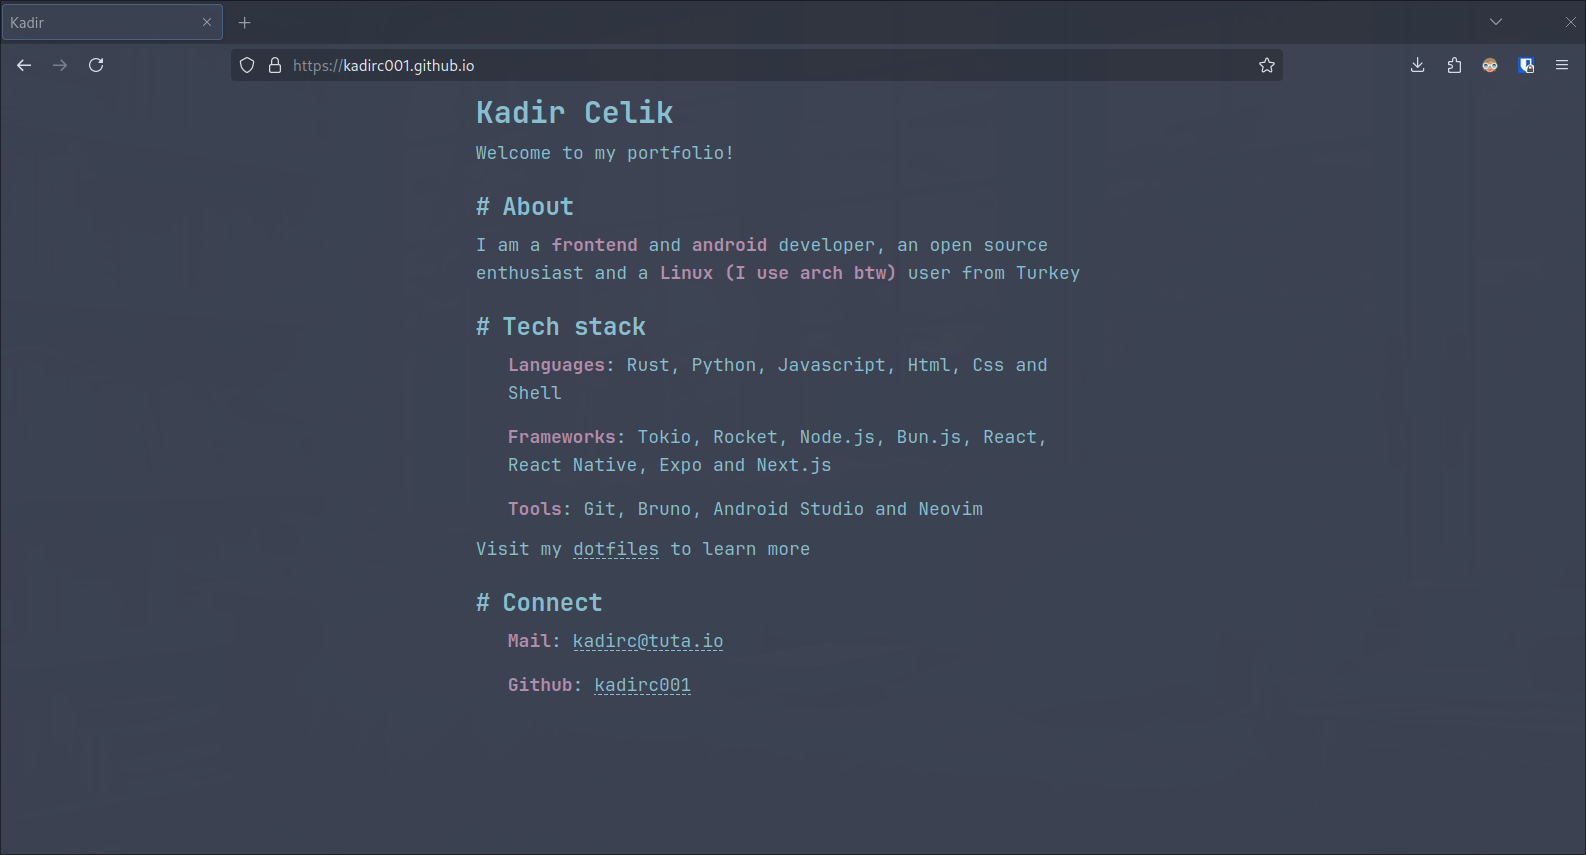 Kadir
https://kadirc001.github.io
Kadir Celik
Welcome to my portfolio!
# About
I am a frontend and android developer, an open source
enthusiast and a Linux (I use arch btw) user from Turkey
# Tech stack
Languages: Rust, Python, Javascript, Html, Css and
Shell
Frameworks: Tokio, Rocket, Node.js, Bun.js, React,
React Native, Expo and Next.js
Tools: Git, Bruno, Android Studio and Neovim
Visit my dotfiles to learn more
# Connect
Mail: kadirc@tuta.io
Github: kadirc001